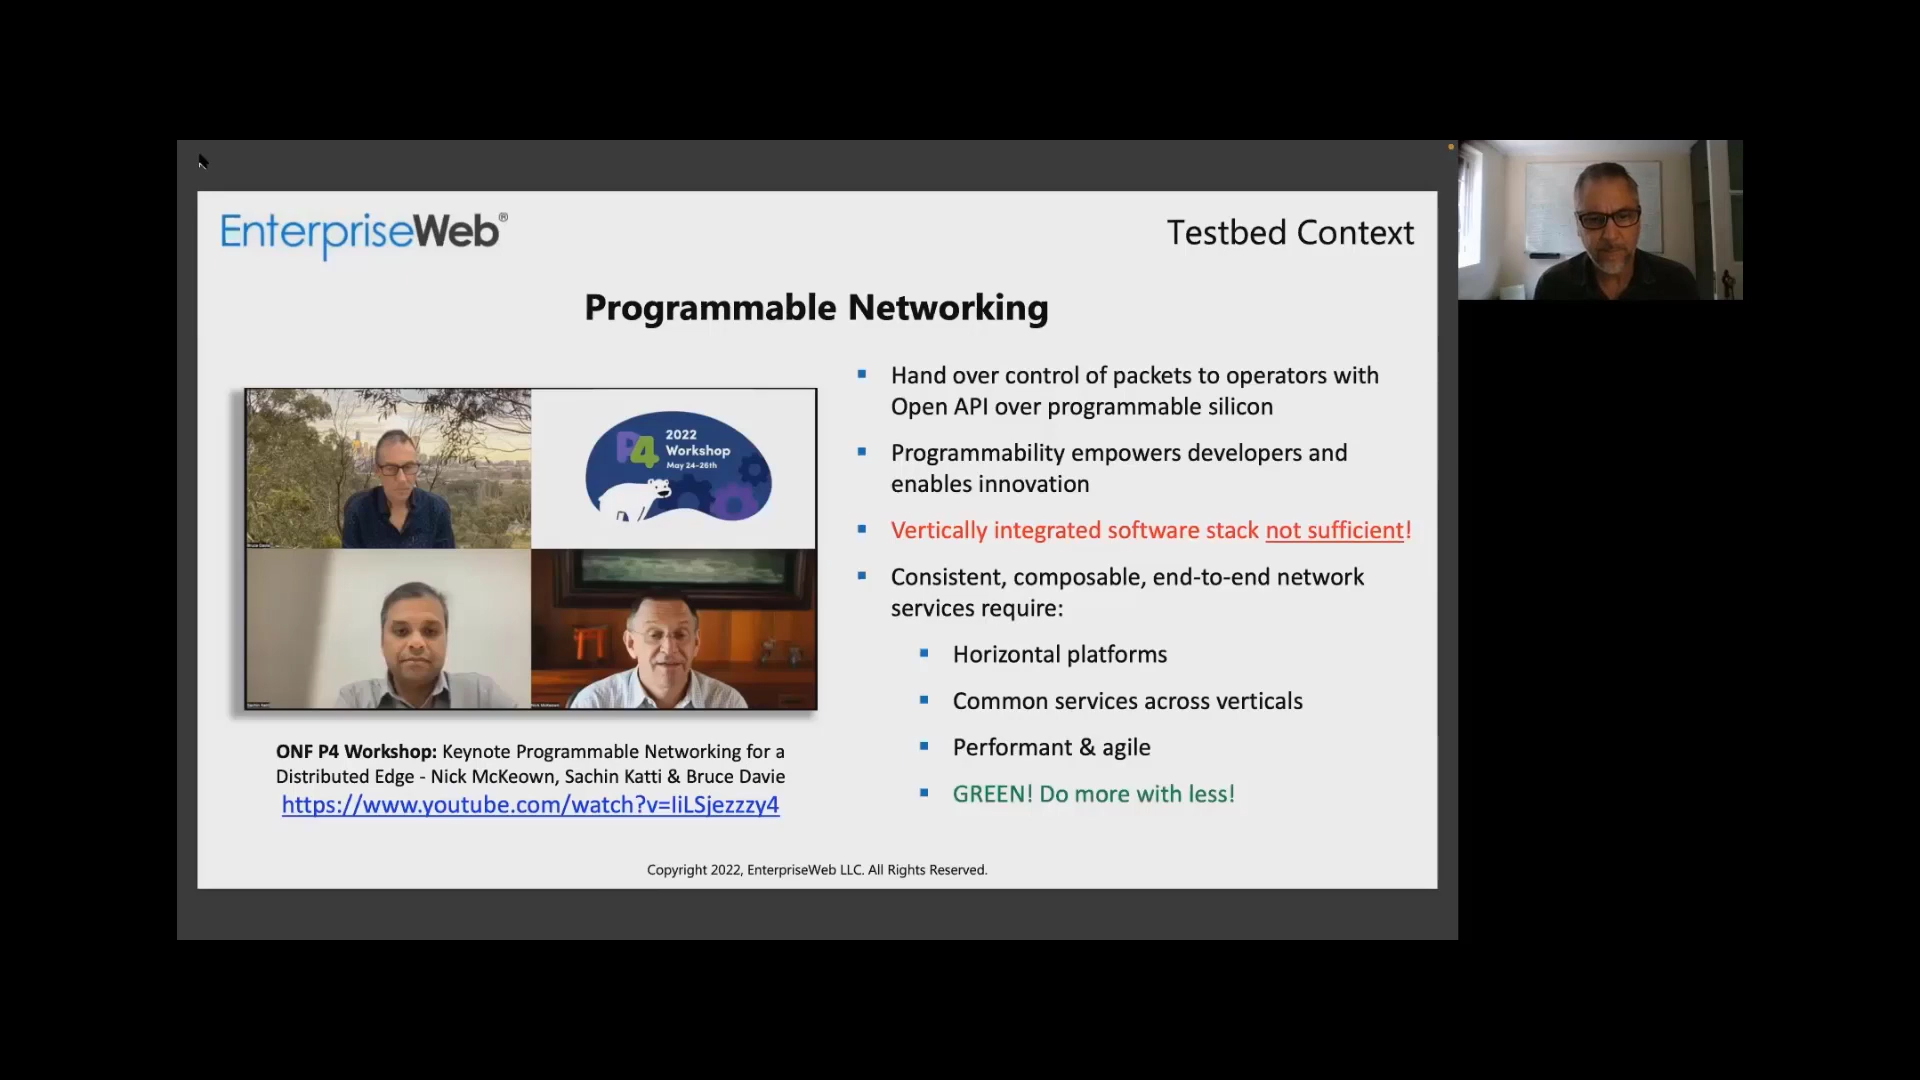 EnterpriseWeb®
Testbed Context
Programmable Networking
P4
2022
Workshop
May 24-26th
ONF P4 Workshop: Keynote Programmable Networking for a
Distributed Edge - Nick McKeown, Sachin Katti & Bruce Davie
https://www.youtube.com/watch?v=IiLSjezzzy4
Hand over control of packets to operators with
Open API over programmable silicon
Programmability empowers developers and
enables innovation
Vertically integrated software stack not sufficient!
Consistent, composable, end-to-end network
services require:
Horizontal platforms
Common services across verticals
Performant & agile
GREEN! Do more with less!
Copyright 2022, EnterpriseWeb LLC. All Rights Reserved.